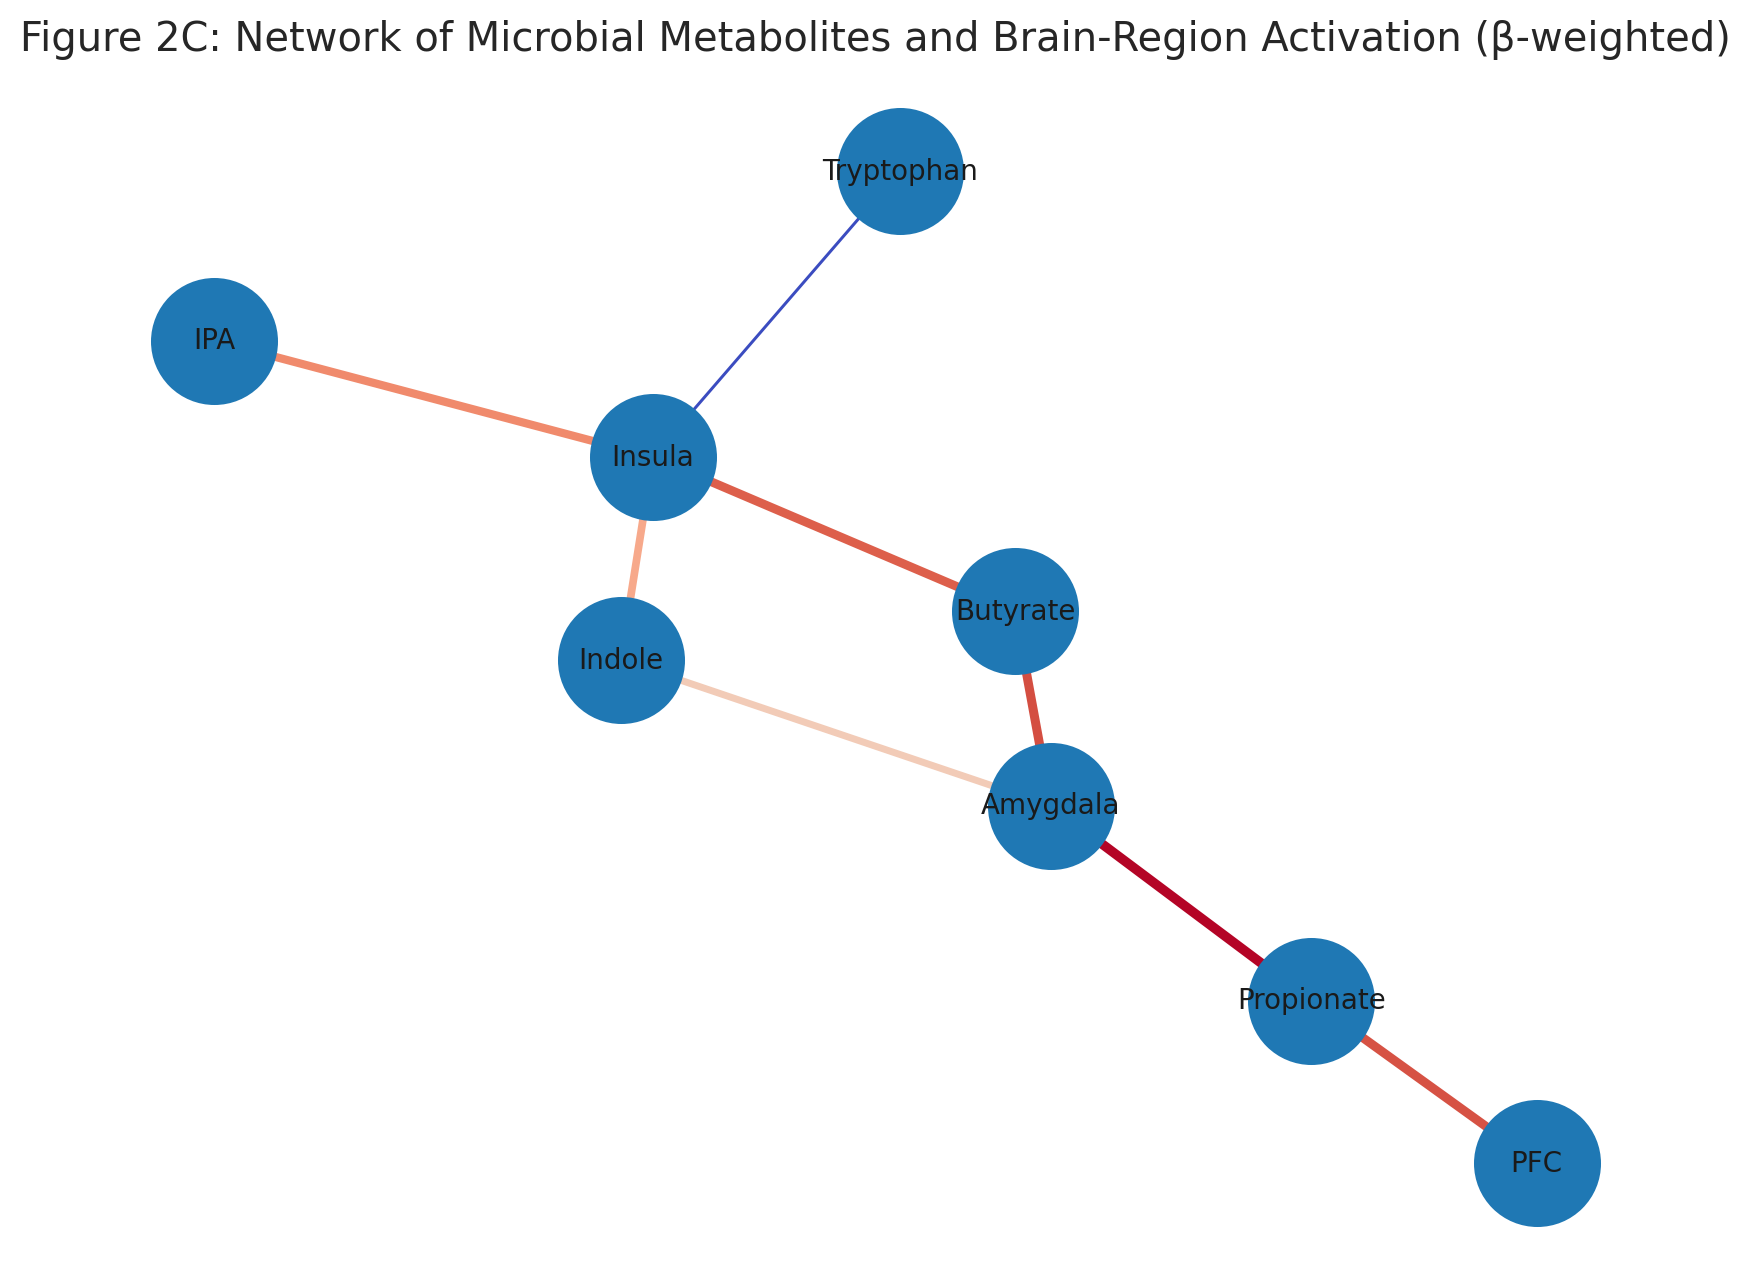 Figure 2C: Network of Microbial Metabolites and Brain-Region Activation (β-weighted)
Tryptophan
IPA
Insula
Butyrate
Indole
Amygdala
Propionate
PFC